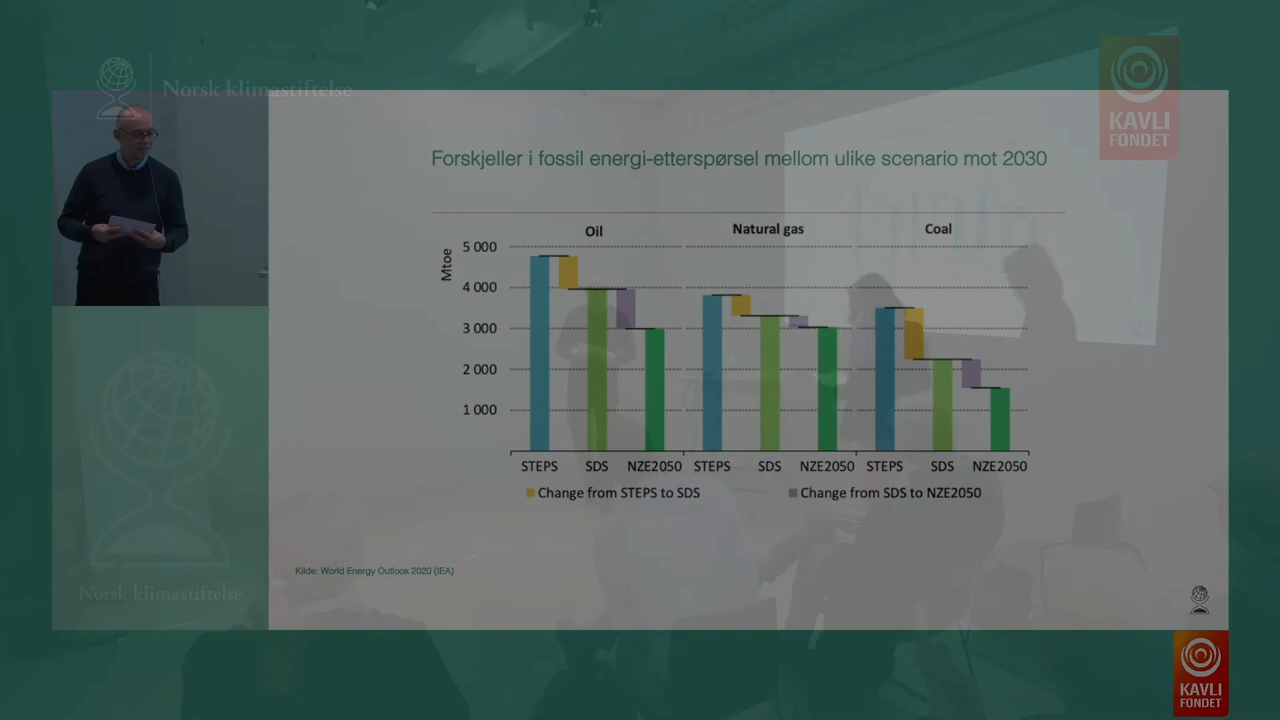 Norsk klimastiftelse
KAVLI
FONDET
Forskjeller i fossil energi-etterspørsel mellom ulike scenario mot 2030
Oil
Natural gas
Coal
Mtoe
5 000
4 000
3 000
2 000
1 000
STEPS SDS NZE2050 STEPS SDS NZE2050 STEPS SDS NZE2050
Change from STEPS to SDS
Change from SDS to NZE2050
Kilde: World Energy Outlook 2020 (IEA)
Norsk klimastiftelse
KAVLI
FONDET